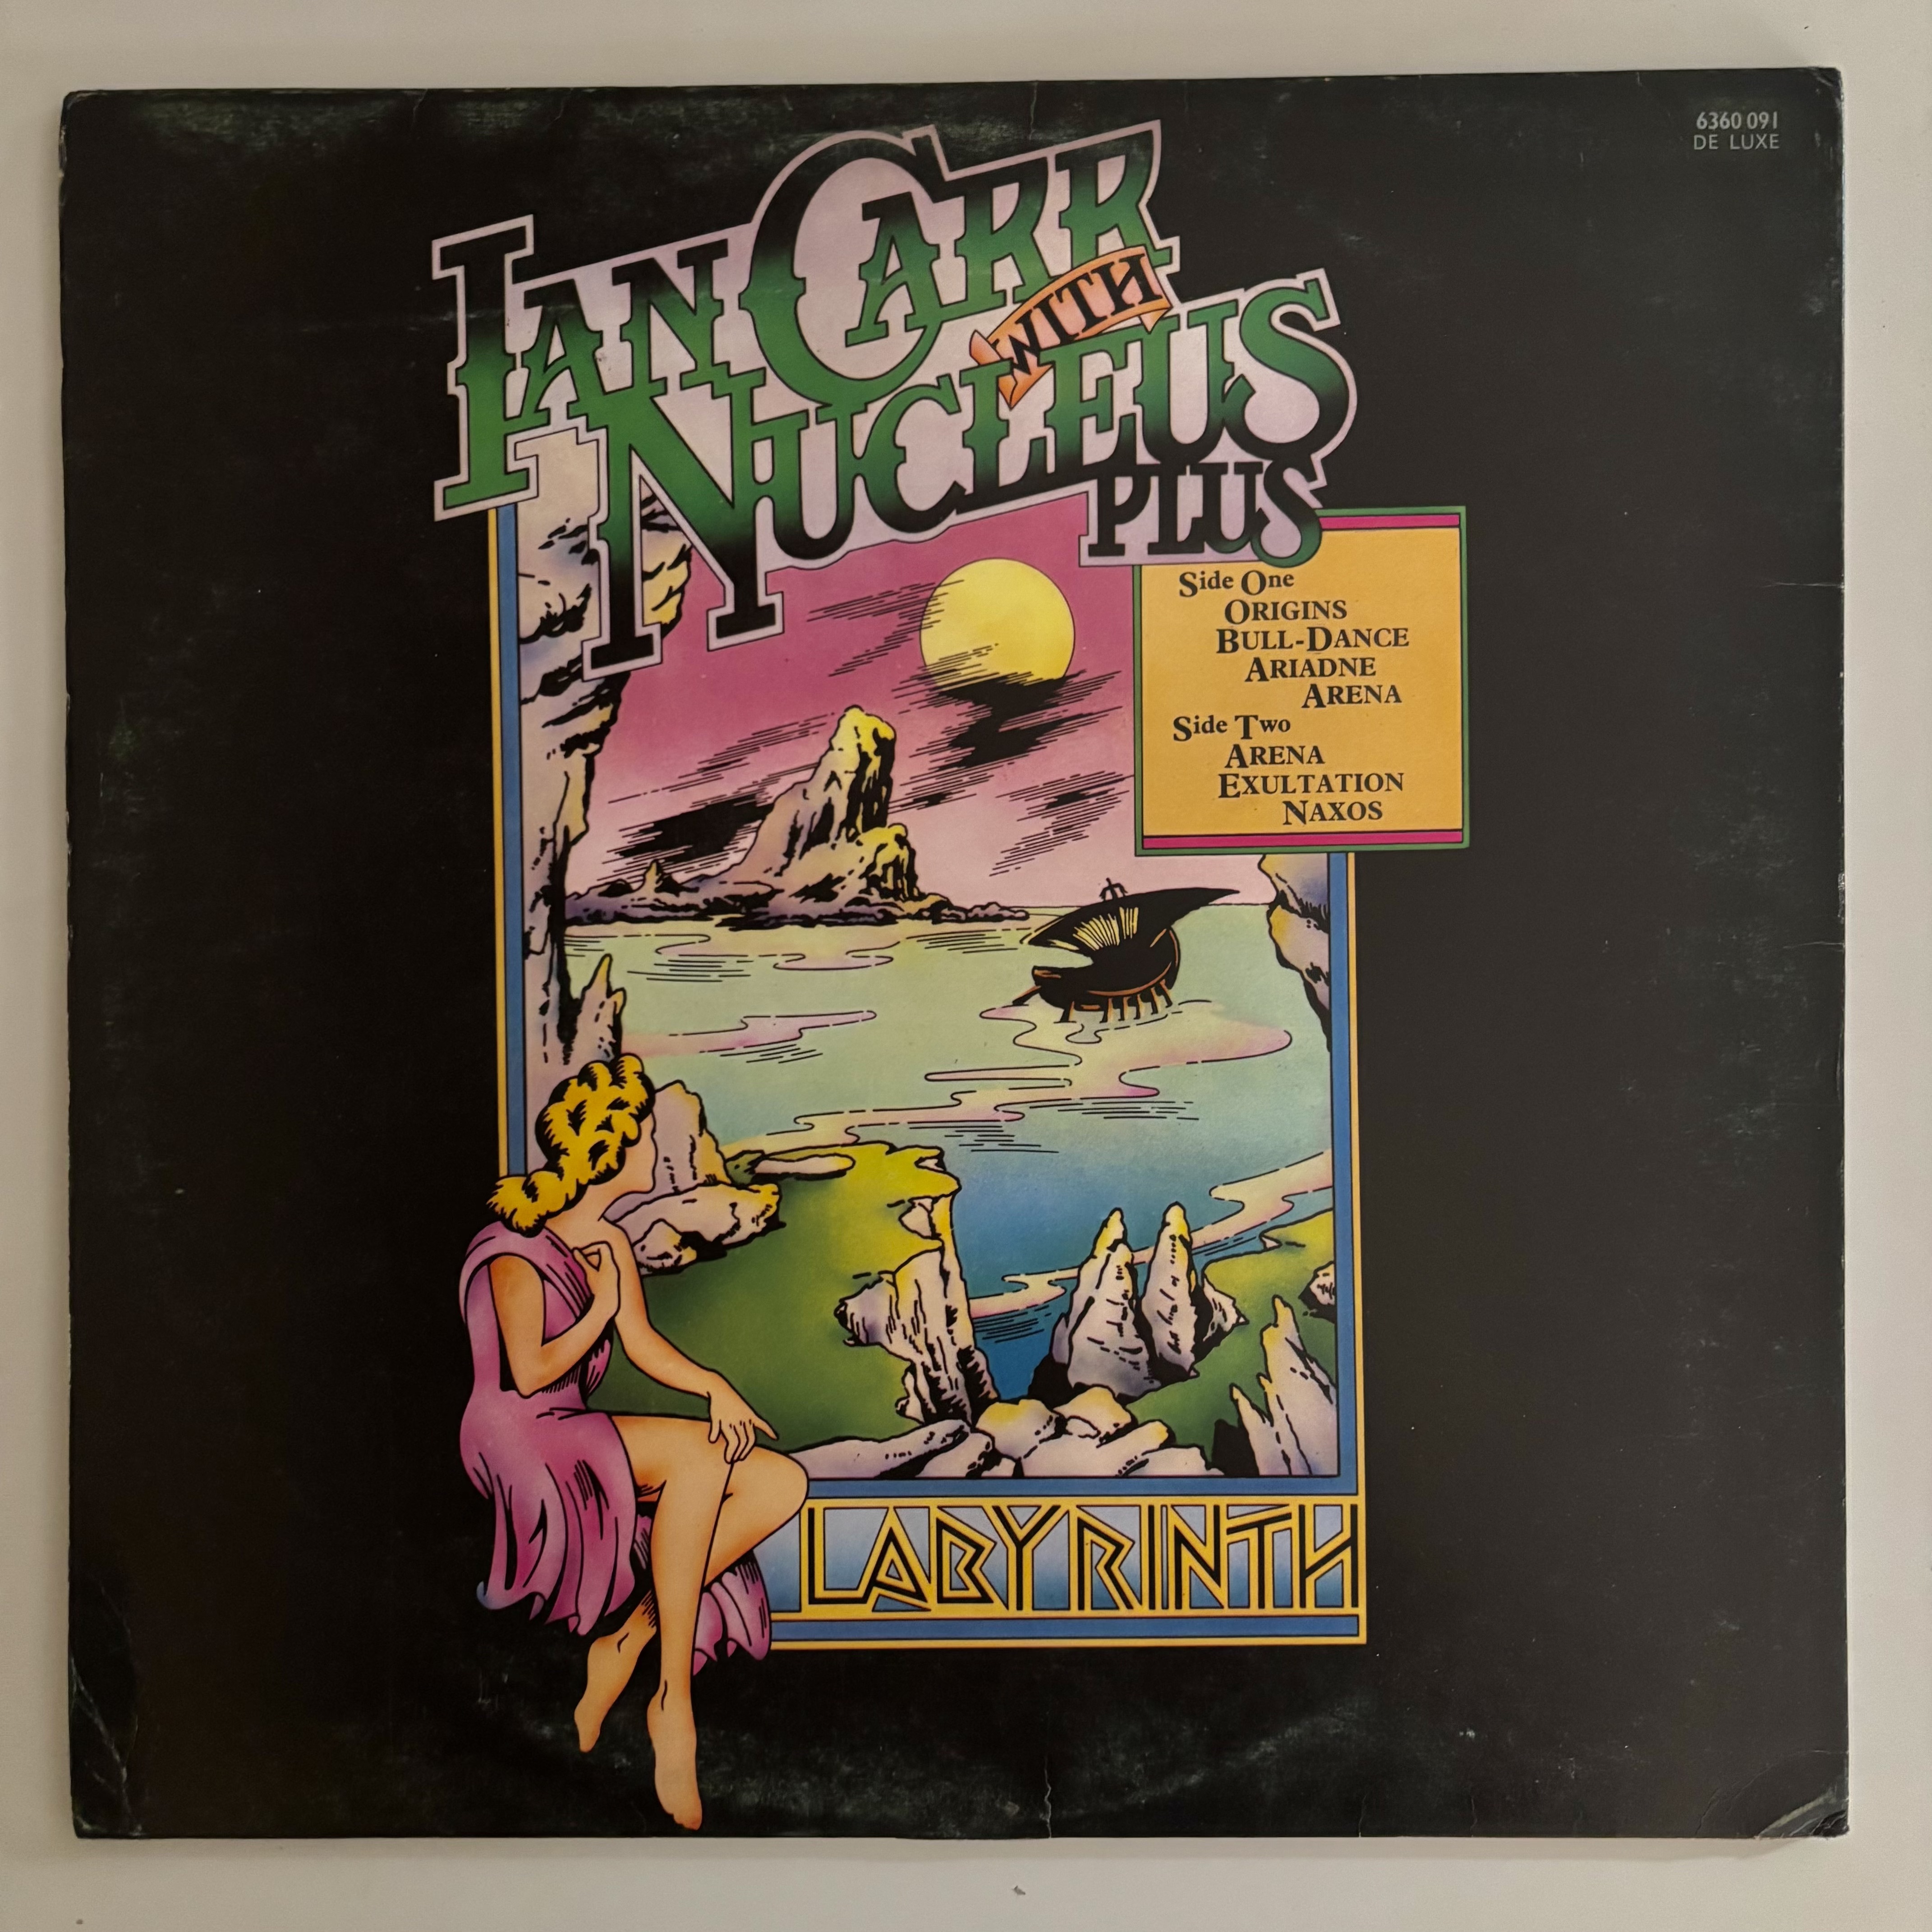 6360 091
DE LUXE
IAN CARR
WITH
NUCLEUS
PLUS
Side One
ORIGINS
BULL-DANCE
ARIADNE
ARENA
Side Two
ARENA
EXULTATION
NAXOS
LABYRINTH